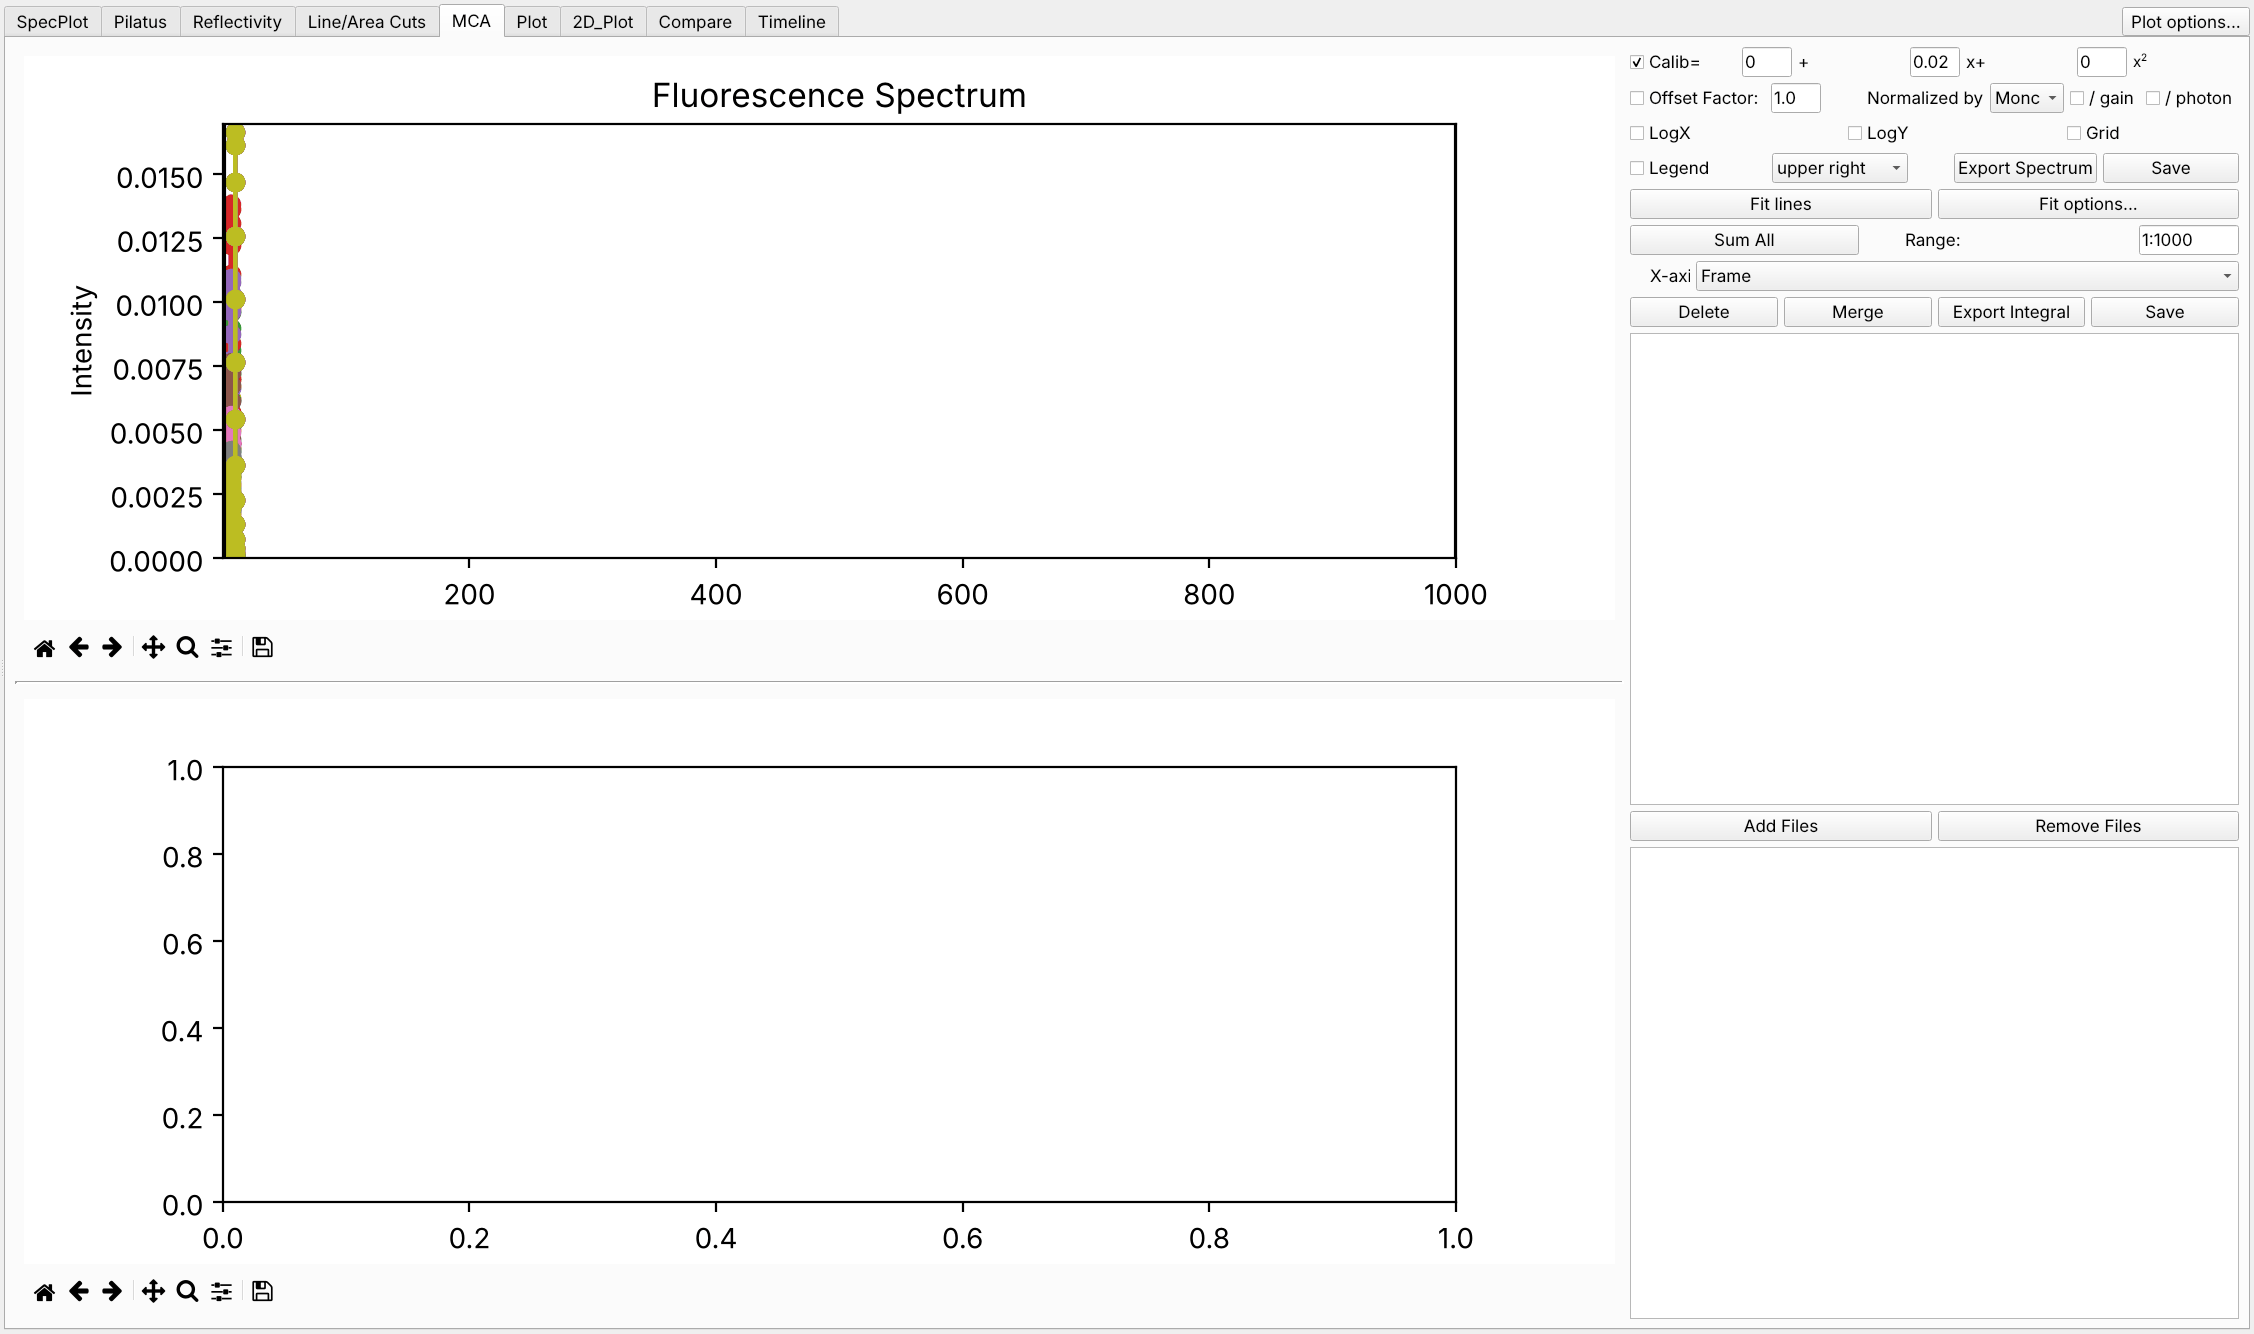 SpecPlot Pilatus Reflectivity Line/Area Cuts MCA Plot 2D_Plot Compare Timeline Plot options...
Fluorescence Spectrum
Intensity
0.0150
0.0125
0.0100
0.0075
0.0050
0.0025
0.0000
200 400 600 800 1000
1.0
0.8
0.6
0.4
0.2
0.0
0.0 0.2 0.4 0.6 0.8 1.0
Calib= 0 + 0.02 x+ 0 x²
Offset Factor: 1.0 Normalized by Monc / gain / photon
LogX LogY Grid
Legend upper right Export Spectrum Save
Fit lines Fit options...
Sum All Range: 1:1000
X-axi Frame
Delete Merge Export Integral Save
Add Files Remove Files